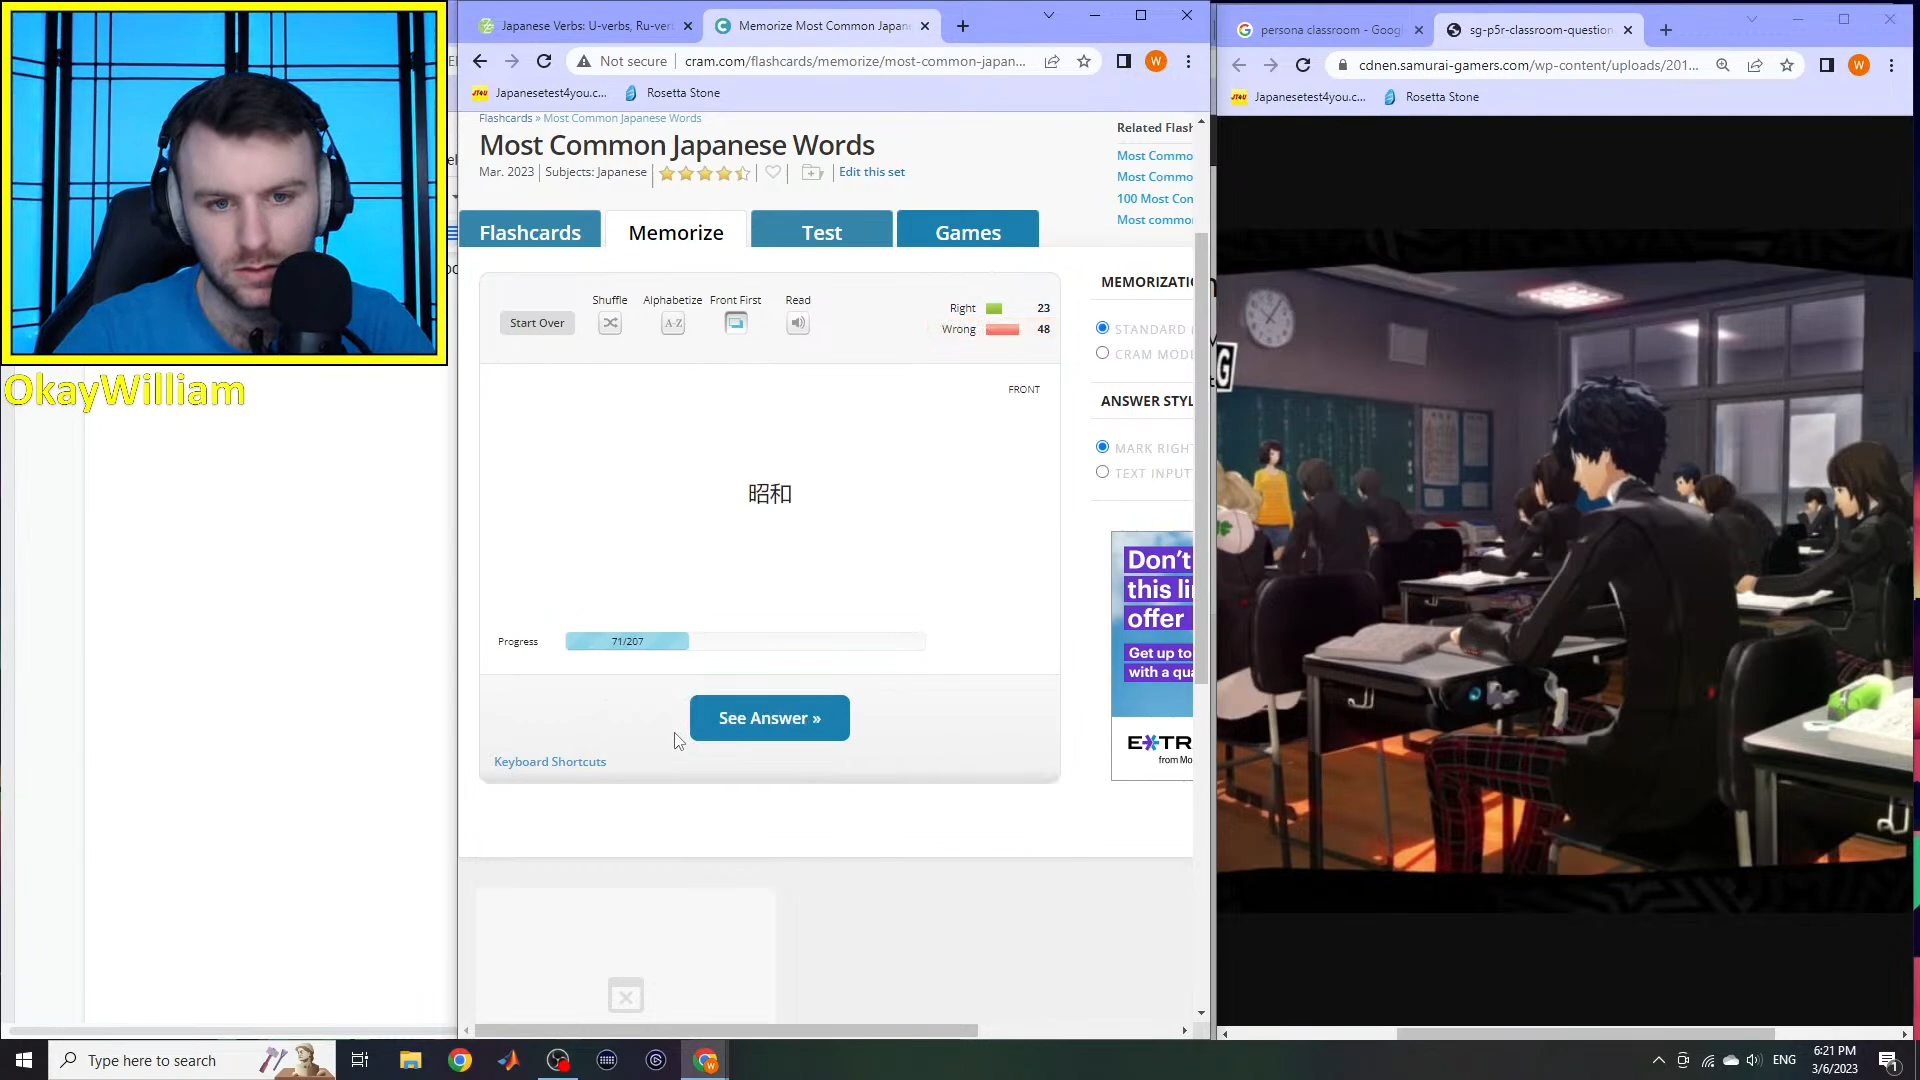 OkayWilliam
Japanese Verbs: U-verbs, Ru-ver
Memorize Most Common Japan
Not secure
cram.com/flashcards/memorize/most-common-japan...
Japanesetest4you.c...
Rosetta Stone
Flashcards » Most Common Japanese Words
Most Common Japanese Words
Mar. 2023
Subjects: Japanese
Edit this set
Flashcards
Memorize
Test
Games
Start Over
Shuffle
Alphabetize
A-Z
Front First
Read
Right 23
Wrong 48
FRONT
昭和
Progress
71/207
See Answer »
Keyboard Shortcuts
Related Flash
Most Commo
Most Commo
100 Most Con
Most commo
MEMORIZATI
STANDARD (
CRAM MODE
ANSWER STYL
MARK RIGH
TEXT INPUT
Don't
this li
offer
Get up to
with a qua
EXTR
from Mo
persona classroom - Goog
sg-p5r-classroom-question
cdnen.samurai-gamers.com/wp-content/uploads/201...
Japanesetest4you.c...
Rosetta Stone
Type here to search
ENG
6:21 PM
3/6/2023
1